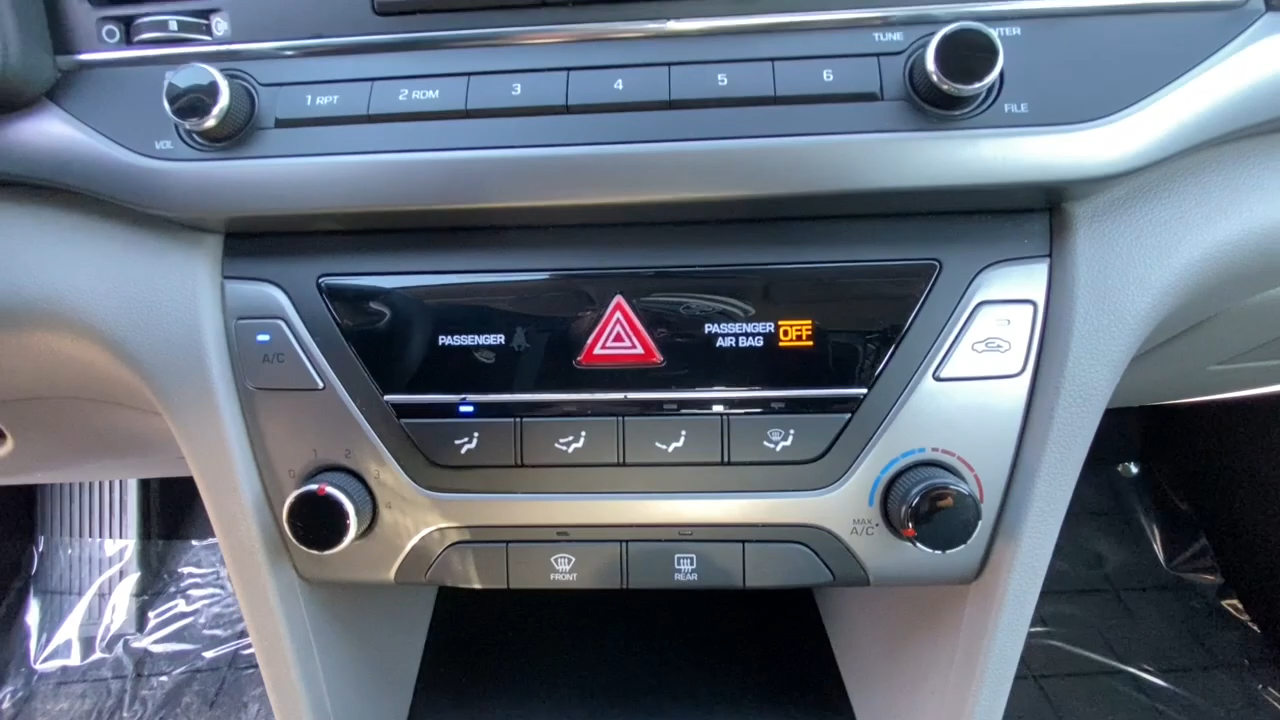 TUNE
VOL
1 RPT
2 RDM
3
4
5
6
FILE
PASSENGER
PASSENGER
AIR BAG
OFF
A/C
0
1
2
3
4
MAX
A/C
FRONT
REAR